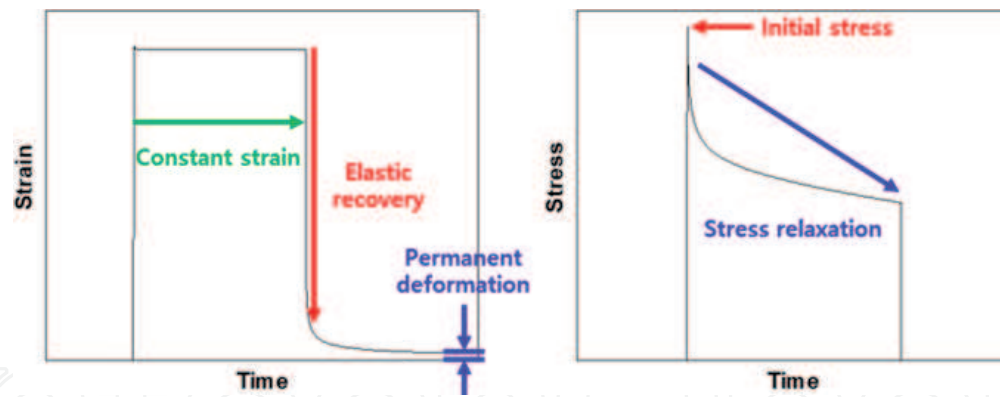 Strain
Constant strain
Elastic
recovery
Permanent
deformation
Time
Initial stress
Stress
Stress relaxation
Time